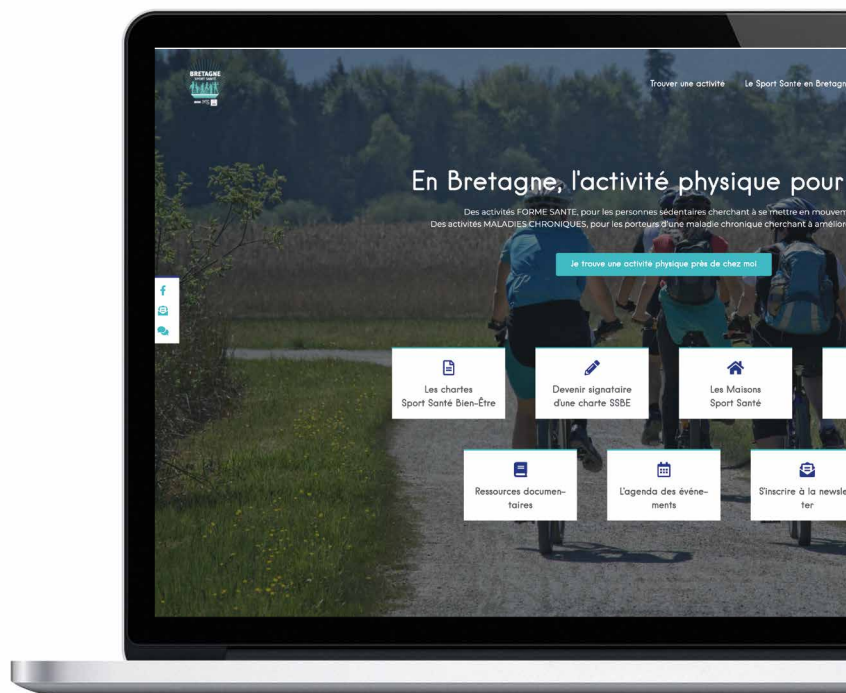 BRETAGNE
SPORT SANTÉ
Trouver une activité Le Sport Santé en Bretagn
En Bretagne, l'activité physique pour
Des activités FORME SANTE, pour les personnes sédentaires cherchant à se mettre en mouvem
Des activités MALADIES CHRONIQUES, pour les porteurs d'une maladie chronique cherchant à amélior
Je trouve une activité physique près de chez moi
Les chartes
Sport Santé Bien-Être
Devenir signataire
d'une charte SSBE
Les Maisons
Sport Santé
Ressources documen-
taires
L'agenda des événe-
ments
S'inscrire à la newsle
ter